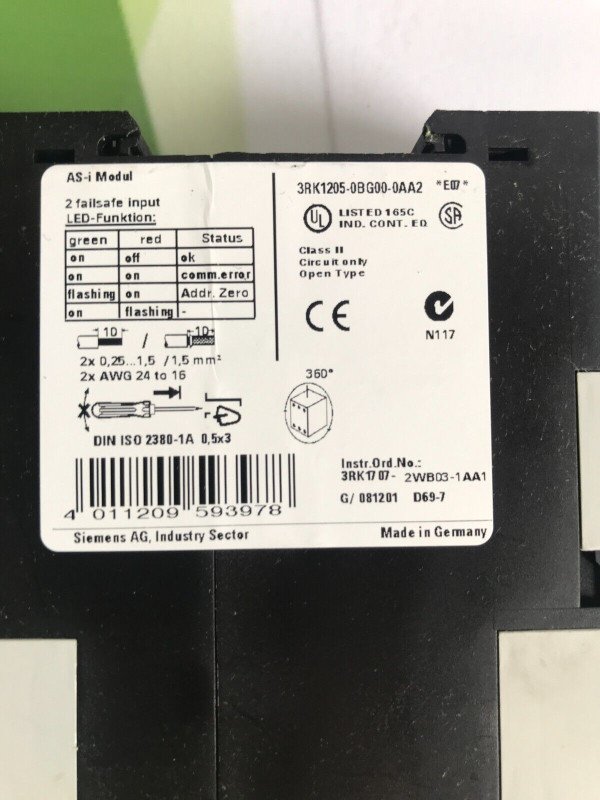 AS-i Modul
2 failsafe input
LED-Funktion:
green red Status
on off ok
on on comm.error
flashing on Addr. Zero
on flashing -
10 / 10
2x 0,25...1,5 /1,5 mm²
2x AWG 24 to 16
DIN ISO 2380-1A 0,5x3
4 011209 593978
Siemens AG, Industry Sector
3RK1205-0BG00-0AA2 *E07*
UL LISTED 165C
IND. CONT. EQ SA
Class II
Circuit only
Open Type
CE
N117
360°
Instr.Ord.No.:
3RK1707- 2WB03-1AA1
G/ 081201 D69-7
Made in Germany